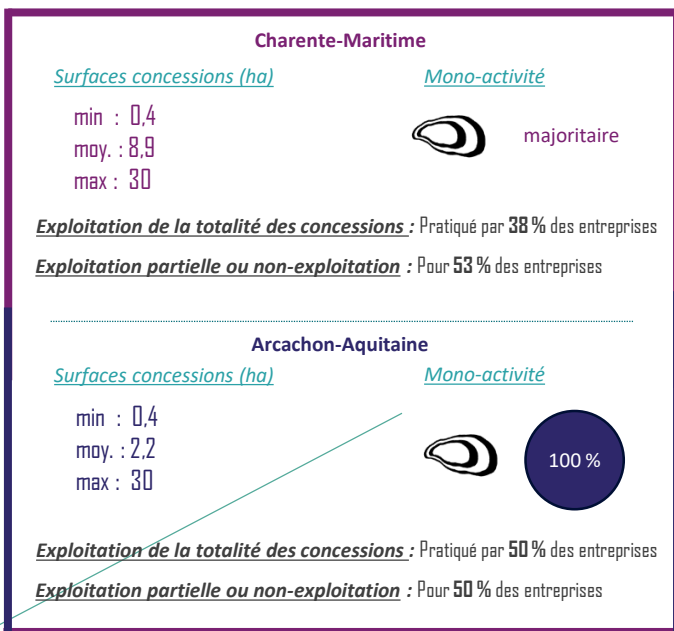 Charente-Maritime
Surfaces concessions (ha)
Mono-activité
min : 0,4
moy. : 8,9
max : 30
majoritaire
Exploitation de la totalité des concessions : Pratiqué par 38 % des entreprises
Exploitation partielle ou non-exploitation : Pour 53 % des entreprises
Arcachon-Aquitaine
Surfaces concessions (ha)
Mono-activité
min : 0,4
moy. : 2,2
max : 30
100 %
Exploitation de la totalité des concessions : Pratiqué par 50 % des entreprises
Exploitation partielle ou non-exploitation : Pour 50 % des entreprises